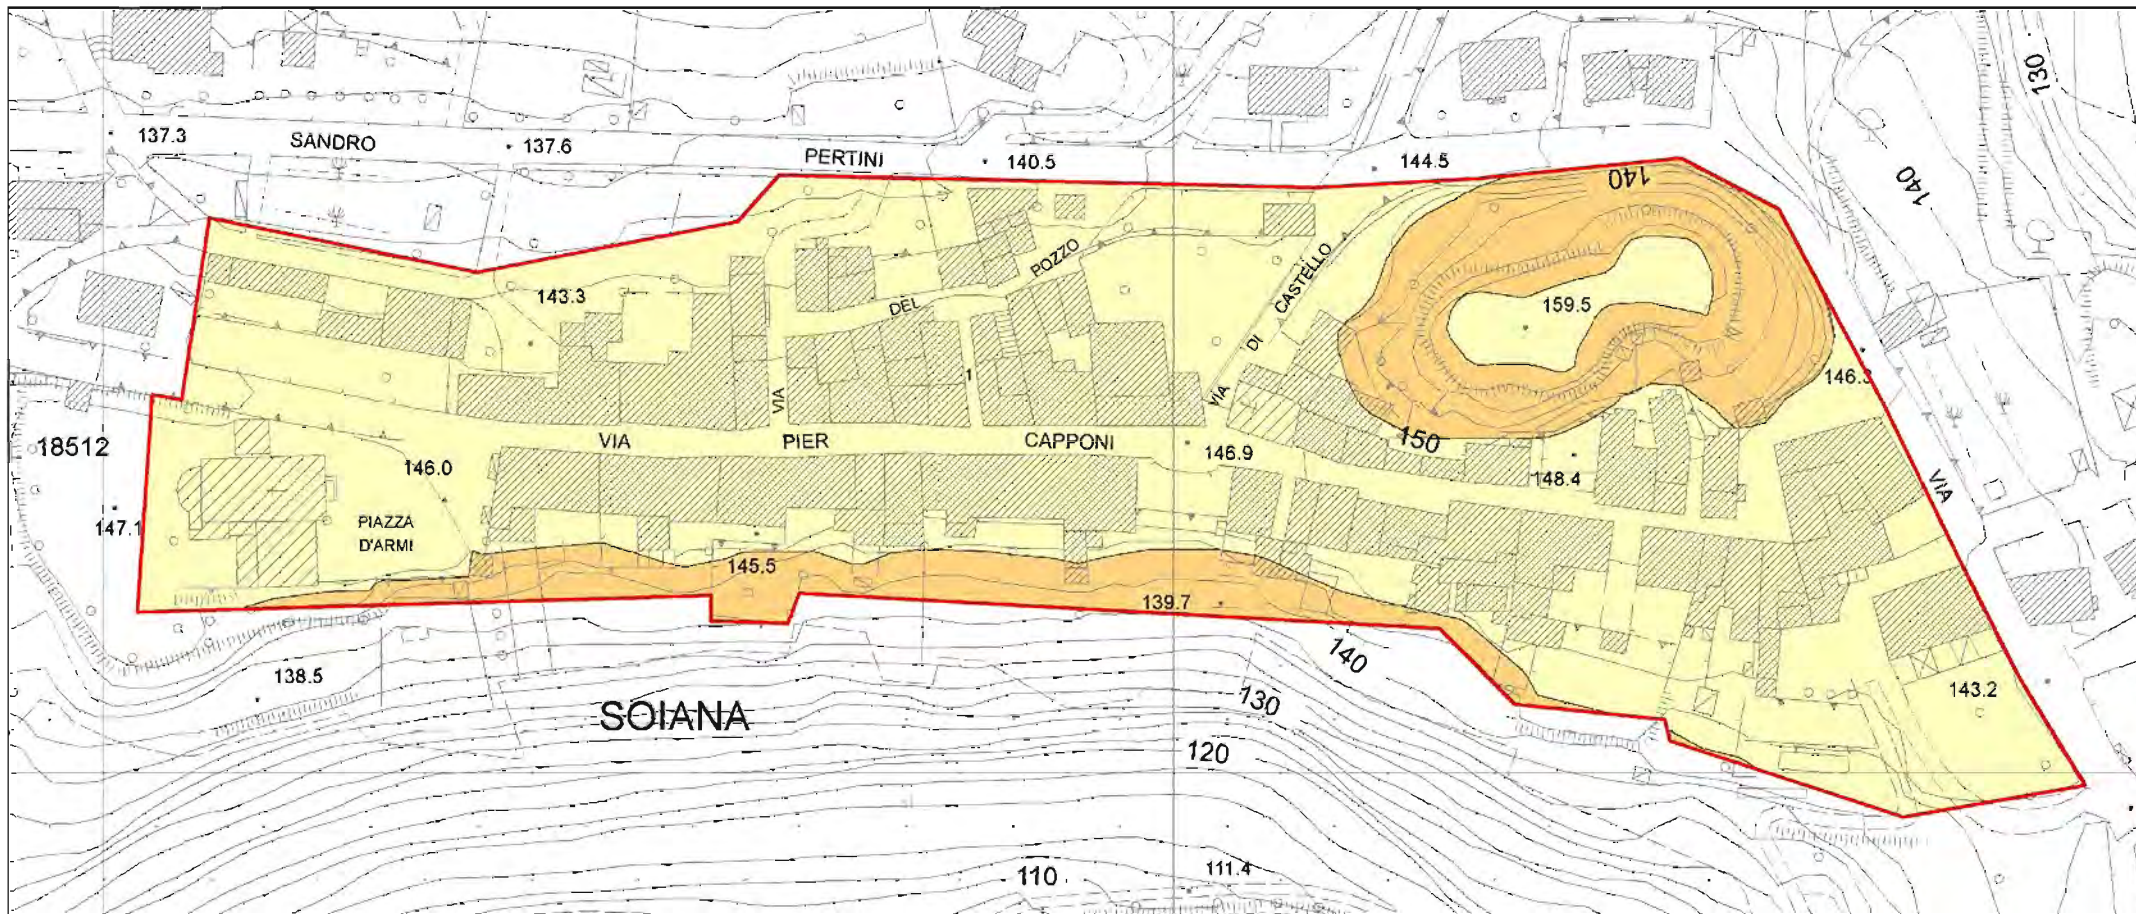 130
137.3
SANDRO
137.6
PERTINI
140.5
144.5
140
140
POZZO
CASTELLO
143.3
DEL
159.5
DI
1
VIA
VIA
146.3
18512
VIA
PIER
CAPPONI
150
146.0
146.9
148.4
VIA
147.1
PIAZZA
D'ARMI
145.5
139.7
140
138.5
143.2
130
SOIANA
120
110
111.4